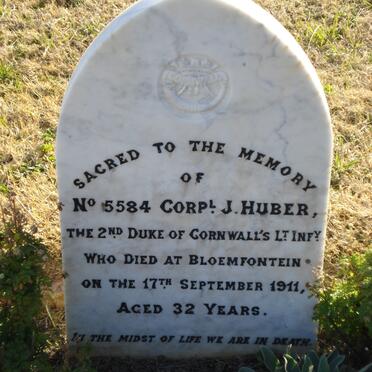 SACRED TO THE MEMORY
OF
No 5584 CORPL. J. HUBER,
THE 2ND DUKE OF CORNWALL'S LT INFY
WHO DIED AT BLOEMFONTEIN
ON THE 17TH SEPTEMBER 1911,
AGED 32 YEARS.
IN THE MIDST OF LIFE WE ARE IN DEATH.